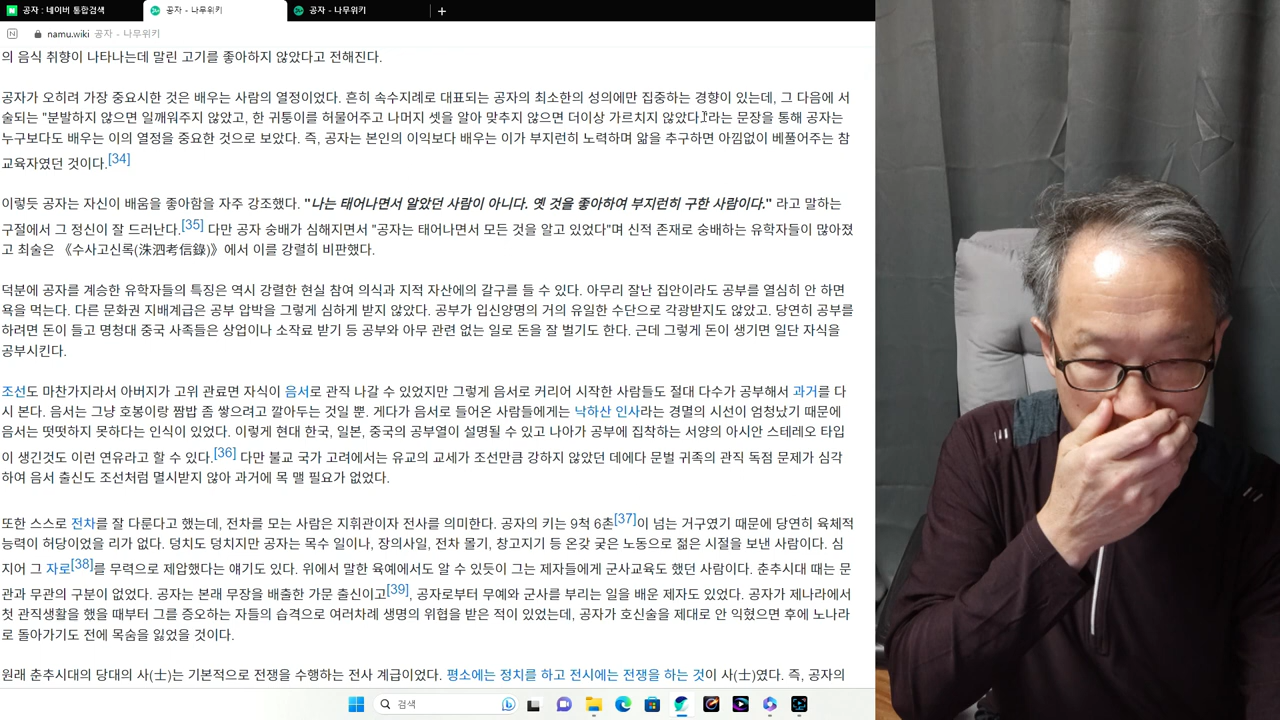 공자 : 네이버 통합검색
공자 - 나무위키
공자 - 나무위키
namu.wiki 공자 - 나무위키
의 음식 취향이 나타나는데 말린 고기를 좋아하지 않았다고 전해진다.
공자가 오히려 가장 중요시한 것은 배우는 사람의 열정이었다. 흔히 속수지례로 대표되는 공자의 최소한의 성의에만 집중하는 경향이 있는데, 그 다음에 서
술되는 "분발하지 않으면 일깨워주지 않았고, 한 귀퉁이를 허물어주고 나머지 셋을 알아 맞추지 않으면 더이상 가르치지 않았다."라는 문장을 통해 공자는
누구보다도 배우는 이의 열정을 중요한 것으로 보았다. 즉, 공자는 본인의 이익보다 배우는 이가 부지런히 노력하며 앎을 추구하면 아낌없이 베풀어주는 참
교육자였던 것이다.[34]
이렇듯 공자는 자신이 배움을 좋아함을 자주 강조했다. "나는 태어나면서 알았던 사람이 아니다. 옛 것을 좋아하여 부지런히 구한 사람이다." 라고 말하는
구절에서 그 정신이 잘 드러난다.[35] 다만 공자 숭배가 심해지면서 "공자는 태어나면서 모든 것을 알고 있었다"며 신적 존재로 숭배하는 유학자들이 많아졌
고 최술은 《수사고신록(洙泗考信錄)》에서 이를 강렬히 비판했다.
덕분에 공자를 계승한 유학자들의 특징은 역시 강렬한 현실 참여 의식과 지적 자산에의 갈구를 들 수 있다. 아무리 잘난 집안이라도 공부를 열심히 안 하면
욕을 먹는다. 다른 문화권 지배계급은 공부 압박을 그렇게 심하게 받지 않았다. 공부가 입신양명의 거의 유일한 수단으로 각광받지도 않았고. 당연히 공부를
하려면 돈이 들고 명청대 중국 사족들은 상업이나 소작료 받기 등 공부와 아무 관련 없는 일로 돈을 잘 벌기도 한다. 근데 그렇게 돈이 생기면 일단 자식을
공부시킨다.
조선도 마찬가지라서 아버지가 고위 관료면 자식이 음서로 관직 나갈 수 있었지만 그렇게 음서로 커리어 시작한 사람들도 절대 다수가 공부해서 과거를 다
시 본다. 음서는 그냥 호봉이랑 짬밥 좀 쌓으려고 깔아두는 것일 뿐. 게다가 음서로 들어온 사람들에게는 낙하산 인사라는 경멸의 시선이 엄청났기 때문에
음서는 떳떳하지 못하다는 인식이 있었다. 이렇게 현대 한국, 일본, 중국의 공부열이 설명될 수 있고 나아가 공부에 집착하는 서양의 아시안 스테레오 타입
이 생긴것도 이런 연유라고 할 수 있다.[36] 다만 불교 국가 고려에서는 유교의 교세가 조선만큼 강하지 않았던 데에다 문벌 귀족의 관직 독점 문제가 심각
하여 음서 출신도 조선처럼 멸시받지 않아 과거에 목 맬 필요가 없었다.
또한 스스로 전차를 잘 다룬다고 했는데, 전차를 모는 사람은 지휘관이자 전사를 의미한다. 공자의 키는 9척 6촌[37]이 넘는 거구였기 때문에 당연히 육체적
능력이 허당이었을 리가 없다. 덩치도 덩치지만 공자는 목수 일이나, 장의사일, 전차 몰기, 창고지기 등 온갖 궂은 노동으로 젊은 시절을 보낸 사람이다. 심
지어 그 자로[38]를 무력으로 제압했다는 얘기도 있다. 위에서 말한 육예에서도 알 수 있듯이 그는 제자들에게 군사교육도 했던 사람이다. 춘추시대 때는 문
관과 무관의 구분이 없었다. 공자는 본래 무장을 배출한 가문 출신이고[39], 공자로부터 무예와 군사를 부리는 일을 배운 제자도 있었다. 공자가 제나라에서
첫 관직생활을 했을 때부터 그를 증오하는 자들의 습격으로 여러차례 생명의 위협을 받은 적이 있었는데, 공자가 호신술을 제대로 안 익혔으면 후에 노나라
로 돌아가기도 전에 목숨을 잃었을 것이다.
원래 춘추시대의 당대의 사(士)는 기본적으로 전쟁을 수행하는 전사 계급이었다. 평소에는 정치를 하고 전시에는 전쟁을 하는 것이 사(士)였다. 즉, 공자의
검색